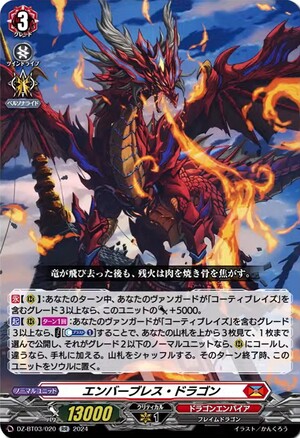 3
グレード
ツインドライブ
ペルソナライド
竜が飛び去った後も、残火は肉を焼き骨を焦がす。
【永】【(R)】：あなたのターン中、あなたのヴァンガードが「コーティブレイズ」を
含むグレード３以上なら、このユニットの+5000。
【起】【(R)】【ターン1回】：あなたのヴァンガードが「コーティブレイズ」を含むグレード
３以上なら、することで、あなたの山札を上から３枚見て、１枚まで
選んで公開し、それがグレード２以下のノーマルユニットなら、(R)にコールし、
違うなら、手札に加える。山札をシャッフルする。そのターン終了時、この
ユニットをソウルに置く。
ノーマルユニット
エンバーブレス・ドラゴン
パワー
13000
クリティカル
1
ドラゴンエンパイア
フレイムドラゴン
DZ-BT03/020 RR 2024
イラスト/かんくろう